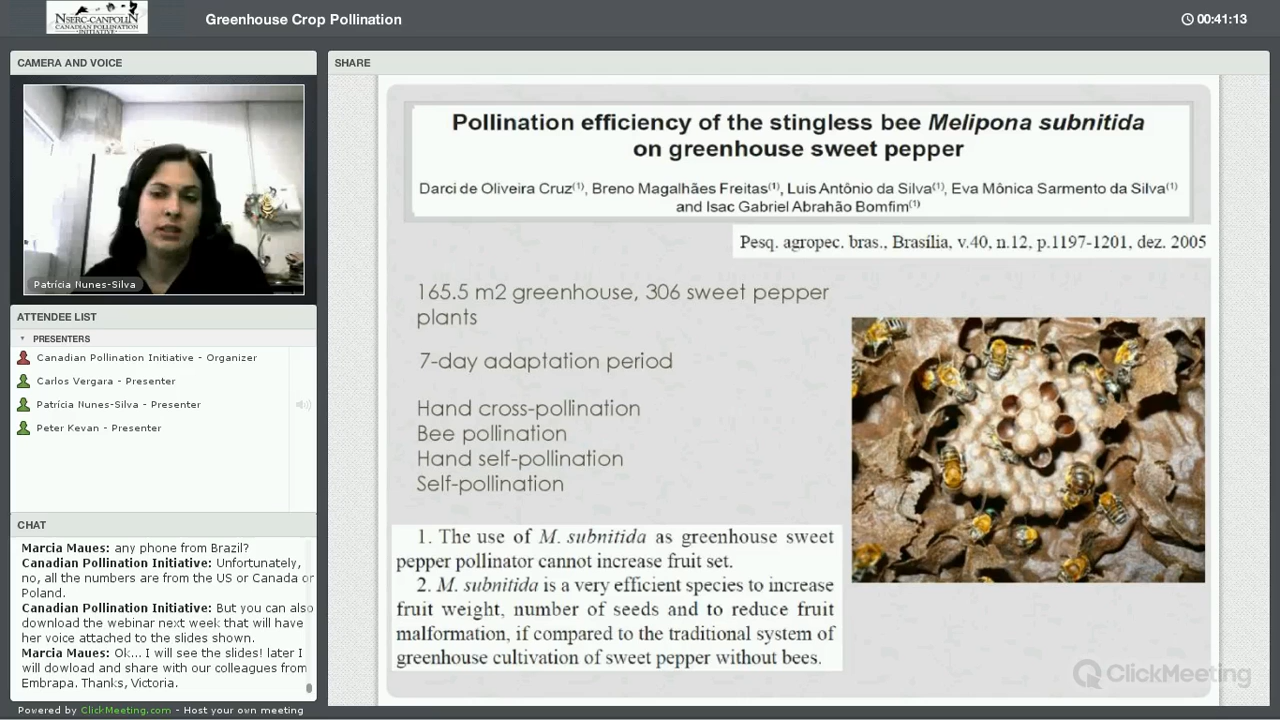 NSERC-CANPOLIN
CANADIAN POLLINATION
INITIATIVE
Greenhouse Crop Pollination
00:41:13
CAMERA AND VOICE
Patrícia Nunes-Silva
ATTENDEE LIST
PRESENTERS
Canadian Pollination Initiative - Organizer
Carlos Vergara - Presenter
Patrícia Nunes-Silva - Presenter
Peter Kevan - Presenter
CHAT
Marcia Maues: any phone from Brazil?
Canadian Pollination Initiative: Unfortunately,
no, all the numbers are from the US or Canada or
Poland.
Canadian Pollination Initiative: But you can also
download the webinar next week that will have
her voice attached to the slides shown.
Marcia Maues: Ok... I will see the slides! later I
will dowload and share with our colleagues from
Embrapa. Thanks, Victoria.
Powered by ClickMeeting.com - Host your own meeting
SHARE
Pollination efficiency of the stingless bee Melipona subnitida
on greenhouse sweet pepper
Darci de Oliveira Cruz(1), Breno Magalhães Freitas(1), Luis Antônio da Silva(1), Eva Mônica Sarmento da Silva(1)
and Isac Gabriel Abrahão Bomfim(1)
Pesq. agropec. bras., Brasília, v.40, n.12, p.1197-1201, dez. 2005
165.5 m2 greenhouse, 306 sweet pepper
plants
7-day adaptation period
Hand cross-pollination
Bee pollination
Hand self-pollination
Self-pollination
1. The use of M. subnitida as greenhouse sweet
pepper pollinator cannot increase fruit set.
2. M. subnitida is a very efficient species to increase
fruit weight, number of seeds and to reduce fruit
malformation, if compared to the traditional system of
greenhouse cultivation of sweet pepper without bees.
ClickMeeting